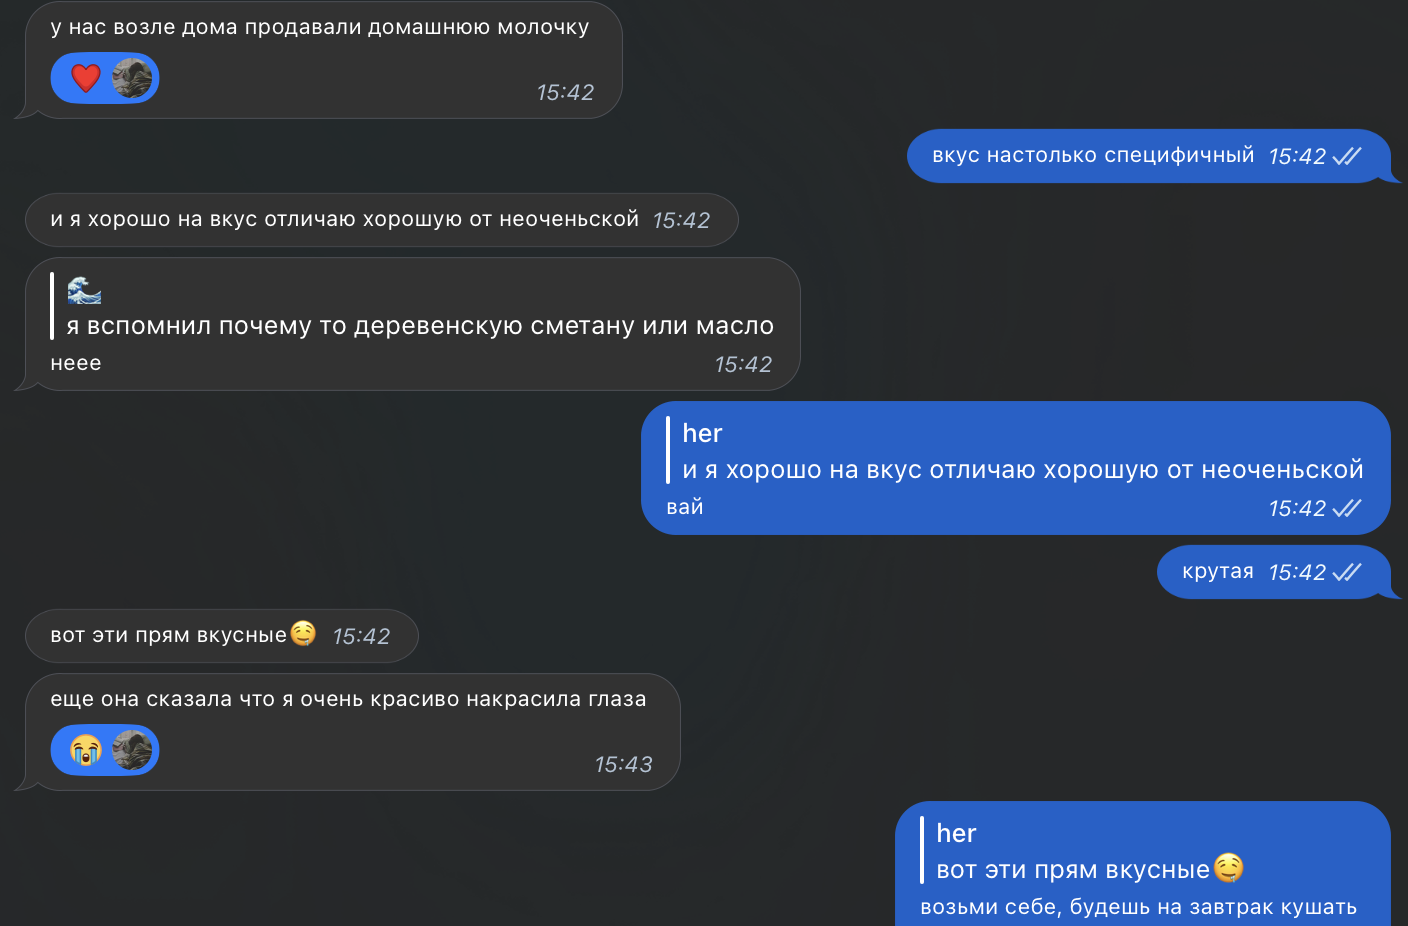 у нас возле дома продавали домашнюю молочку
❤️
15:42
вкус настолько специфичный 15:42
и я хорошо на вкус отличаю хорошую от неоченьской 15:42
🌊
я вспомнил почему то деревенскую сметану или масло
неее 15:42
her
и я хорошо на вкус отличаю хорошую от неоченьской
вай 15:42
крутая 15:42
вот эти прям вкусные🤤 15:42
еще она сказала что я очень красиво накрасила глаза
😭
15:43
her
вот эти прям вкусные🤤
возьми себе, будешь на завтрак кушать